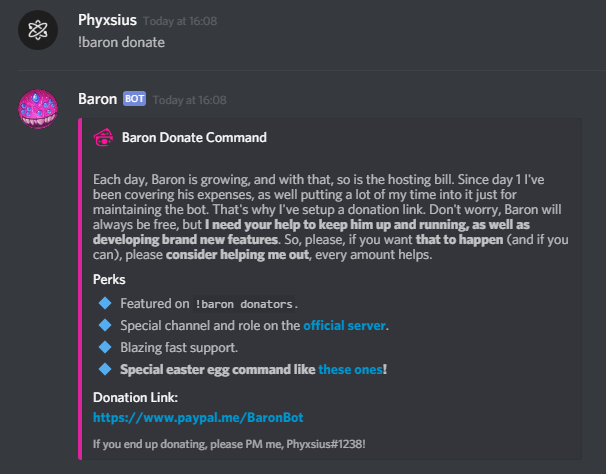 Phyxsius Today at 16:08
!baron donate
Baron BOT Today at 16:08
Baron Donate Command
Each day, Baron is growing, and with that, so is the hosting bill. Since day 1 I've
been covering his expenses, as well putting a lot of my time into it just for
maintaining the bot. That's why I've setup a donation link. Don't worry, Baron will
always be free, but I need your help to keep him up and running, as well as
developing brand new features. So, please, if you want that to happen (and if you
can), please consider helping me out, every amount helps.
Perks
Featured on !baron donators.
Special channel and role on the official server.
Blazing fast support.
Special easter egg command like these ones!
Donation Link:
https://www.paypal.me/BaronBot
If you end up donating, please PM me, Phyxsius#1238!